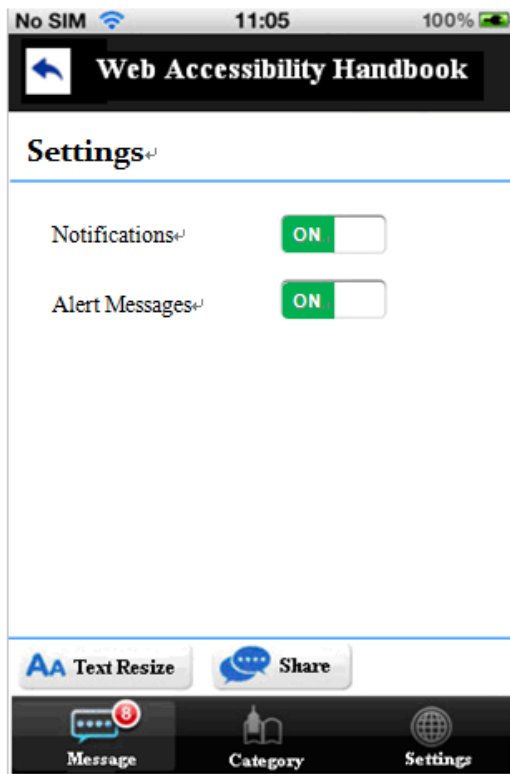 No SIM 11:05 100%
Web Accessibility Handbook
Settings
Notifications ON
Alert Messages ON
AA Text Resize Share
8
Message Category Settings